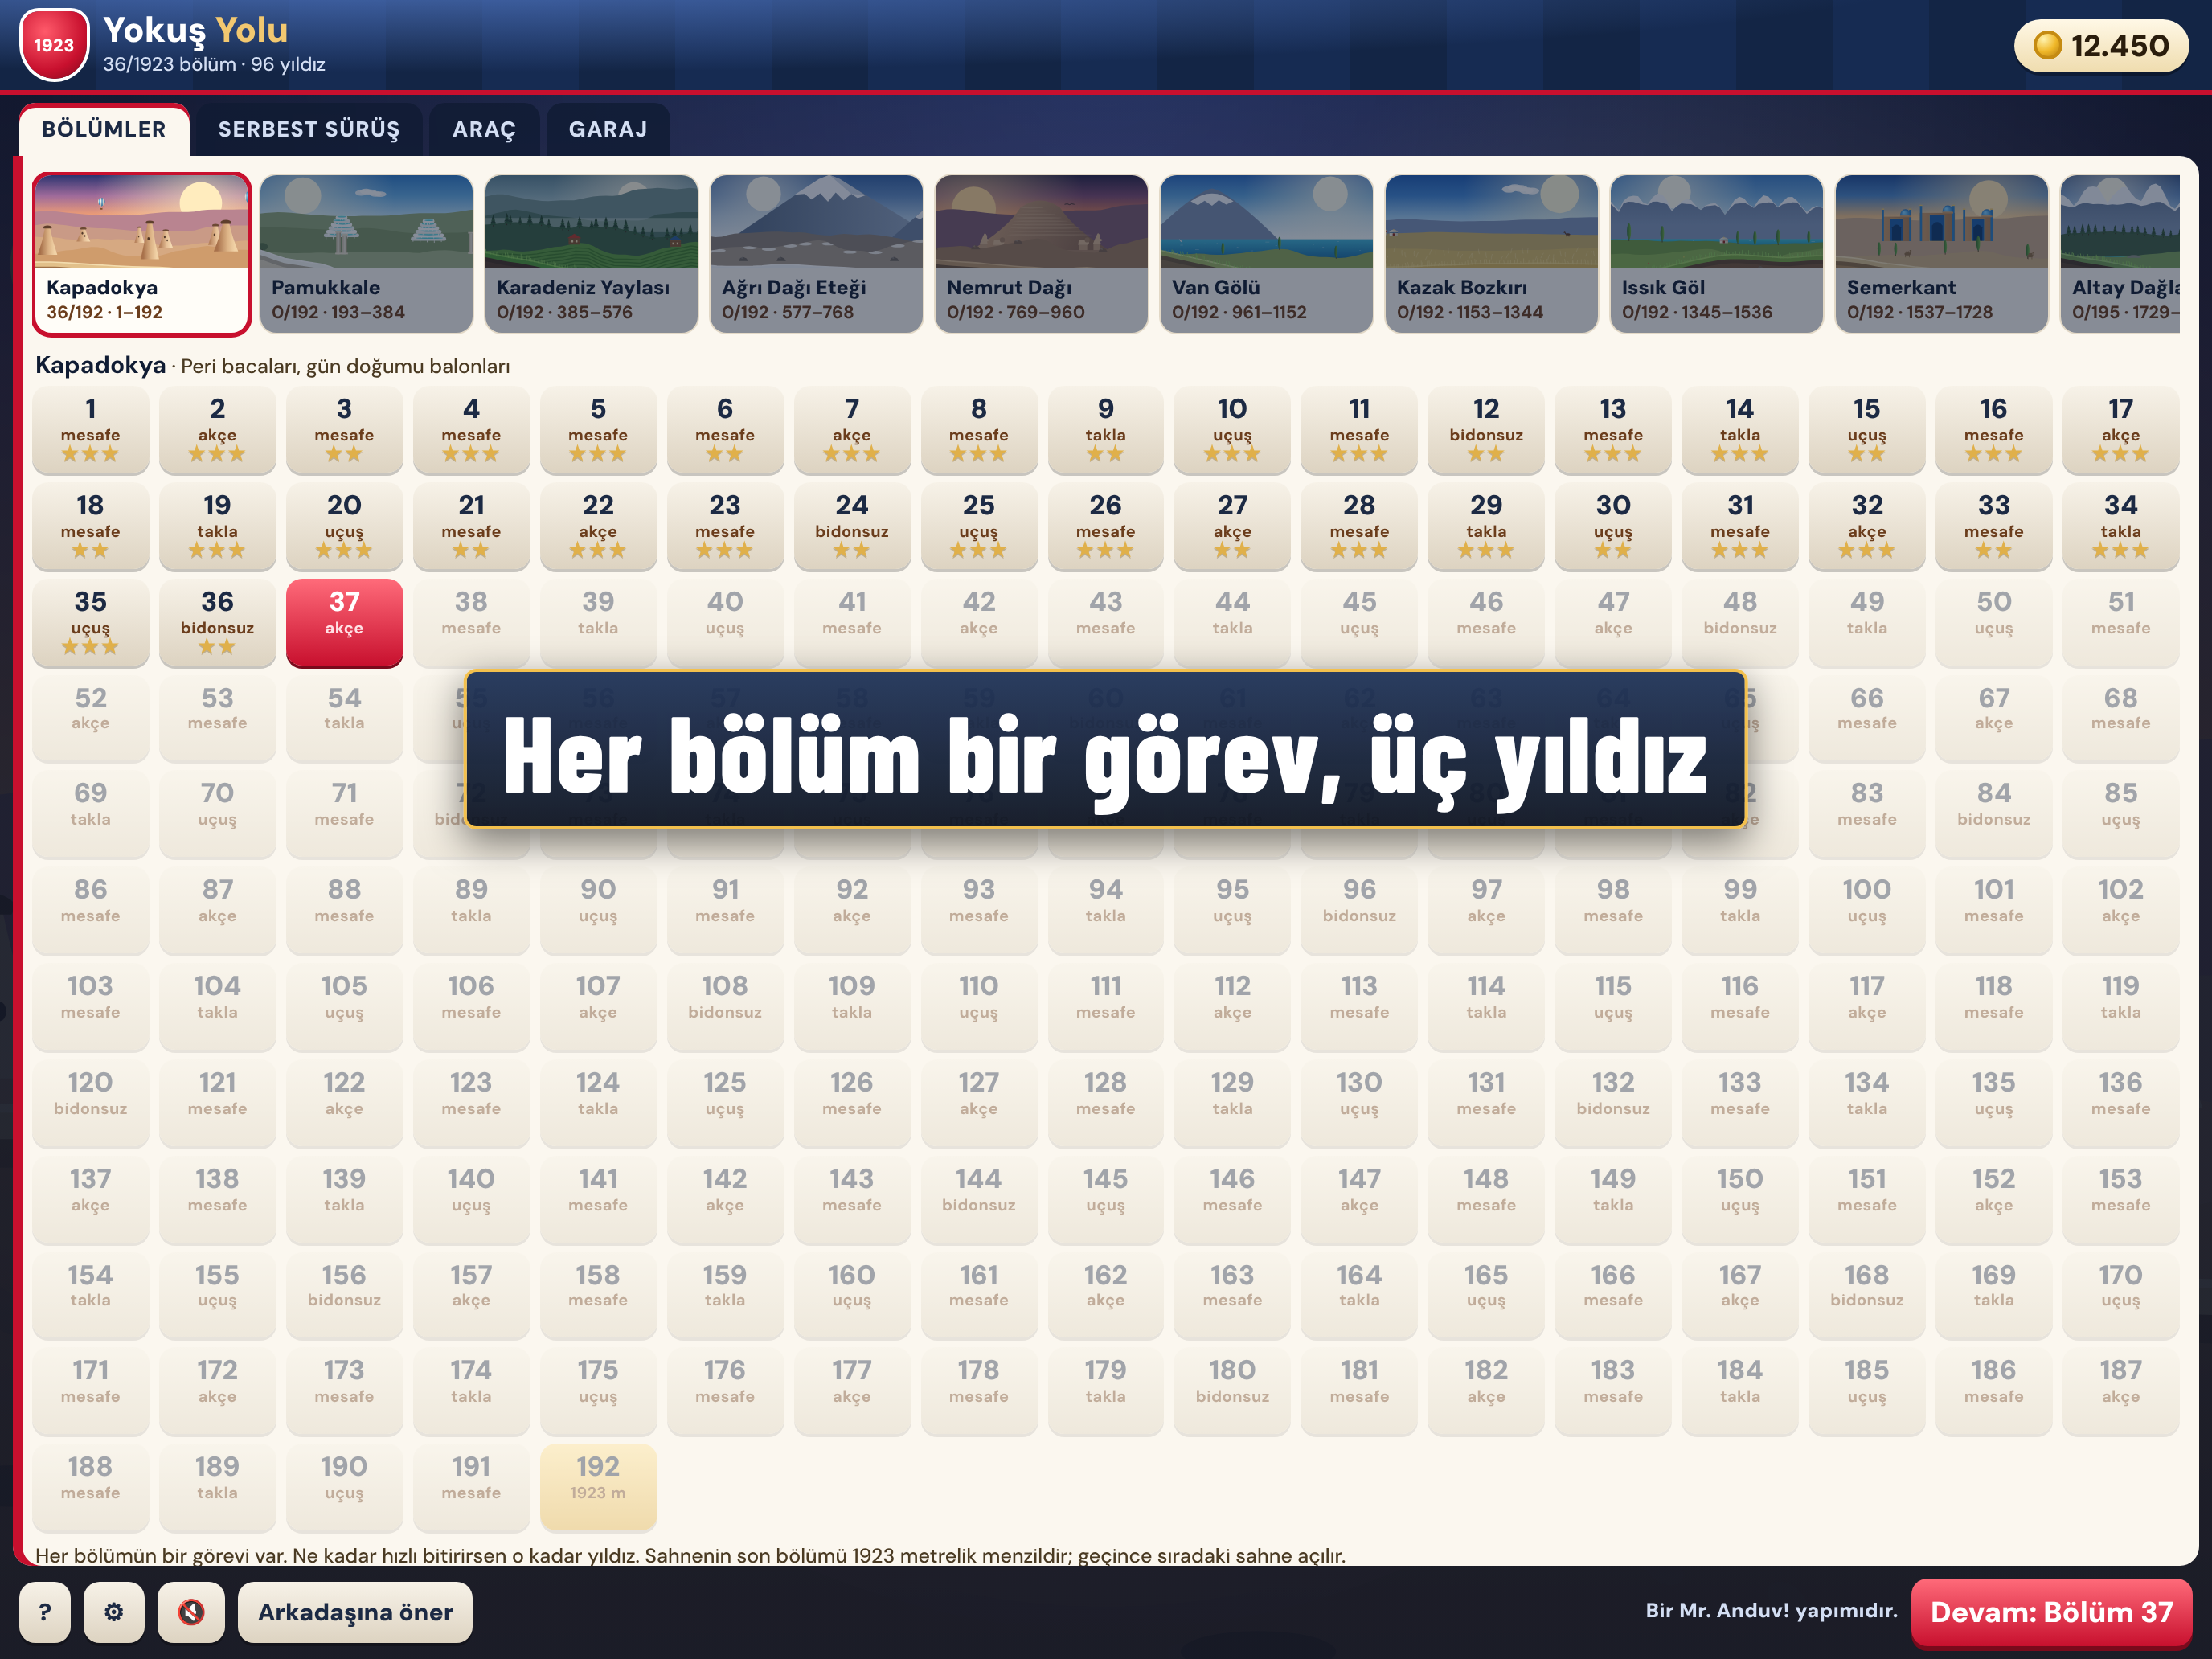 1923
Yokuş Yolu
36/1923 bölüm · 96 yıldız
12.450
BÖLÜMLER SERBEST SÜRÜŞ ARAÇ GARAJ
Kapadokya Pamukkale Karadeniz Yaylası Ağrı Dağı Eteği Nemrut Dağı Van Gölü Kazak Bozkırı Issık Göl Semerkant Altay Dağla
36/192 · 1–192 0/192 · 193–384 0/192 · 385–576 0/192 · 577–768 0/192 · 769–960 0/192 · 961–1152 0/192 · 1153–1344 0/192 · 1345–1536 0/192 · 1537–1728 0/195 · 1729–
Kapadokya · Peri bacaları, gün doğumu balonları
1 2 3 4 5 6 7 8 9 10 11 12 13 14 15 16 17
mesafe akçe mesafe mesafe mesafe mesafe akçe mesafe takla uçuş mesafe bidonsuz mesafe takla uçuş mesafe akçe
18 19 20 21 22 23 24 25 26 27 28 29 30 31 32 33 34
mesafe takla uçuş mesafe akçe mesafe bidonsuz uçuş mesafe akçe mesafe takla uçuş mesafe akçe mesafe takla
35 36 37 38 39 40 41 42 43 44 45 46 47 48 49 50 51
uçuş bidonsuz akçe mesafe takla uçuş mesafe akçe mesafe takla uçuş mesafe akçe bidonsuz takla uçuş mesafe
52 53 54 66 67 68
akçe mesafe takla mesafe akçe mesafe
Her bölüm bir görev, üç yıldız
69 70 71 83 84 85
takla uçuş mesafe mesafe bidonsuz uçuş
86 87 88 89 90 91 92 93 94 95 96 97 98 99 100 101 102
mesafe akçe mesafe takla uçuş mesafe akçe mesafe takla uçuş bidonsuz akçe mesafe takla uçuş mesafe akçe
103 104 105 106 107 108 109 110 111 112 113 114 115 116 117 118 119
mesafe takla uçuş mesafe akçe bidonsuz takla uçuş mesafe akçe mesafe takla uçuş mesafe akçe mesafe takla
120 121 122 123 124 125 126 127 128 129 130 131 132 133 134 135 136
bidonsuz mesafe akçe mesafe takla uçuş mesafe akçe mesafe takla uçuş mesafe bidonsuz mesafe takla uçuş mesafe
137 138 139 140 141 142 143 144 145 146 147 148 149 150 151 152 153
akçe mesafe takla uçuş mesafe akçe mesafe bidonsuz uçuş mesafe akçe mesafe takla uçuş mesafe akçe mesafe
154 155 156 157 158 159 160 161 162 163 164 165 166 167 168 169 170
takla uçuş bidonsuz akçe mesafe takla uçuş mesafe akçe mesafe takla uçuş mesafe akçe bidonsuz takla uçuş
171 172 173 174 175 176 177 178 179 180 181 182 183 184 185 186 187
mesafe akçe mesafe takla uçuş mesafe akçe mesafe takla bidonsuz mesafe akçe mesafe takla uçuş mesafe akçe
188 189 190 191 192
mesafe takla uçuş mesafe 1923 m
Her bölümün bir görevi var. Ne kadar hızlı bitirirsen o kadar yıldız. Sahnenin son bölümü 1923 metrelik menzildir; geçince sıradaki sahne açılır.
? Arkadaşına öner Bir Mr. Anduv! yapımıdır. Devam: Bölüm 37